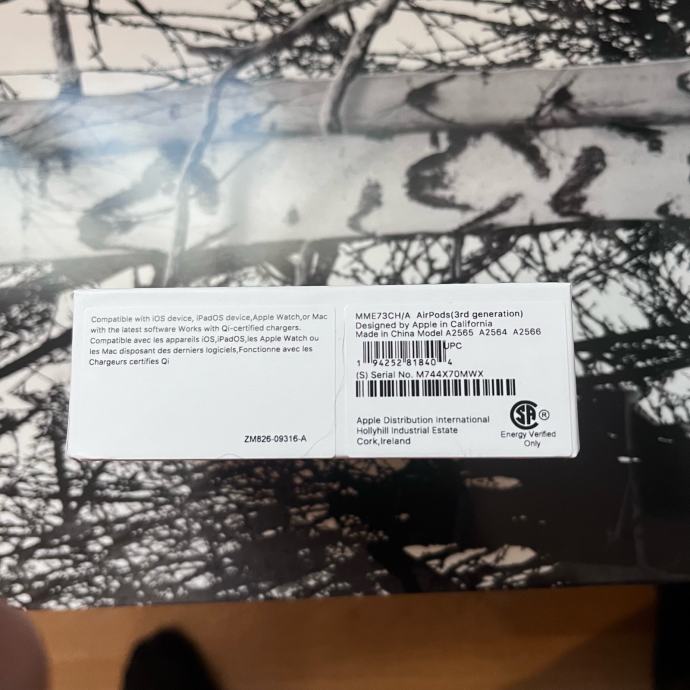 Compatible with iOS device, iPadOS device,Apple Watch,or Mac
with the latest software Works with Qi-certified chargers.
Compatible avec les appareils iOS,iPadOS,les Apple Watch ou
les Mac disposant des derniers logiciels,Fonctionne avec les
Chargeurs certifies Qi
ZM826-09316-A
MME73CH/A AirPods(3rd generation)
Designed by Apple in California
Made in China Model A2565 A2564 A2566
UPC
1 94252 81840 4
(S) Serial No. M744X70MWX
Apple Distribution International
Hollyhill Industrial Estate
Cork,Ireland
SA ®
Energy Verified
Only